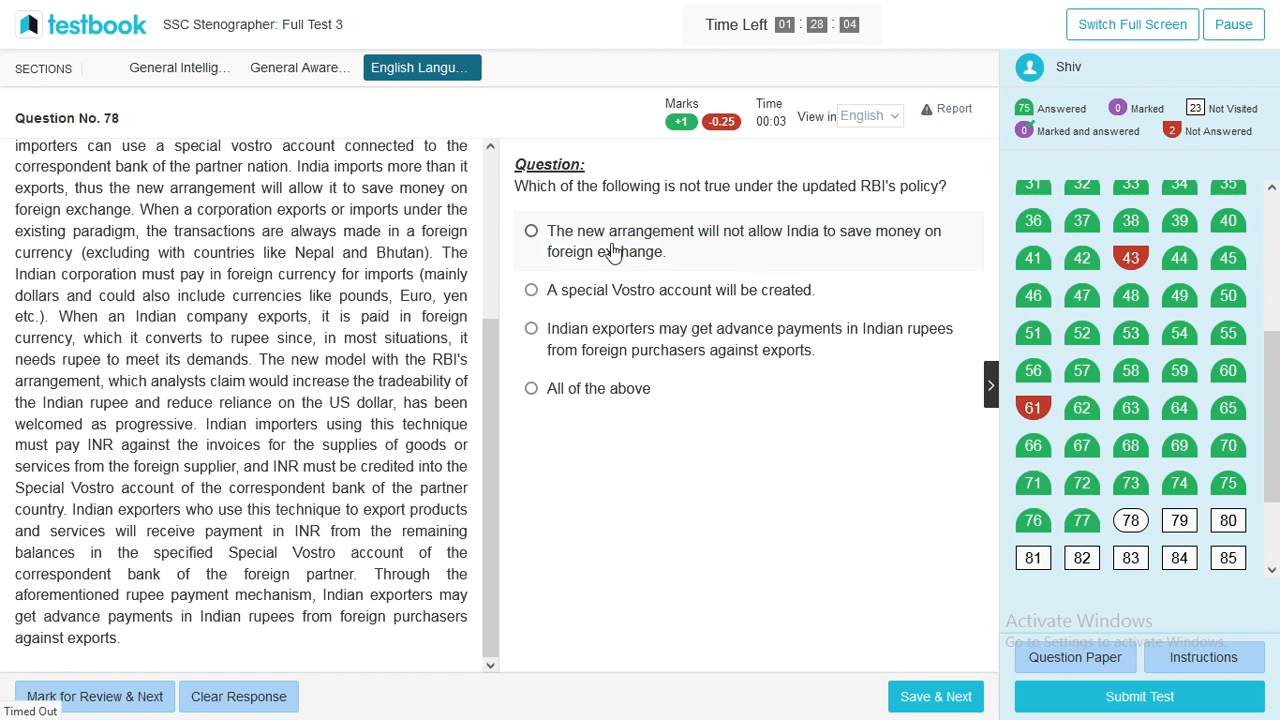 testbook
SSC Stenographer: Full Test 3
Time Left 01 : 28 : 04
Switch Full Screen
Pause
SECTIONS
General Intellig...
General Aware...
English Langu...
Shiv
Question No. 78
Marks
+1 -0.25
Time
00:03
View in English
Report
75 Answered
0 Marked
23 Not Visited
0 Marked and answered
2 Not Answered
importers can use a special vostro account connected to the
correspondent bank of the partner nation. India imports more than it
exports, thus the new arrangement will allow it to save money on
foreign exchange. When a corporation exports or imports under the
existing paradigm, the transactions are always made in a foreign
currency (excluding with countries like Nepal and Bhutan). The
Indian corporation must pay in foreign currency for imports (mainly
dollars and could also include currencies like pounds, Euro, yen
etc.). When an Indian company exports, it is paid in foreign
currency, which it converts to rupee since, in most situations, it
needs rupee to meet its demands. The new model with the RBI's
arrangement, which analysts claim would increase the tradeability of
the Indian rupee and reduce reliance on the US dollar, has been
welcomed as progressive. Indian importers using this technique
must pay INR against the invoices for the supplies of goods or
services from the foreign supplier, and INR must be credited into the
Special Vostro account of the correspondent bank of the partner
country. Indian exporters who use this technique to export products
and services will receive payment in INR from the remaining
balances in the specified Special Vostro account of the
correspondent bank of the foreign partner. Through the
aforementioned rupee payment mechanism, Indian exporters may
get advance payments in Indian rupees from foreign purchasers
against exports.
Question:
Which of the following is not true under the updated RBI's policy?
The new arrangement will not allow India to save money on
foreign exchange.
A special Vostro account will be created.
Indian exporters may get advance payments in Indian rupees
from foreign purchasers against exports.
All of the above
31 32 33 34 35
36 37 38 39 40
41 42 43 44 45
46 47 48 49 50
51 52 53 54 55
56 57 58 59 60
61 62 63 64 65
66 67 68 69 70
71 72 73 74 75
76 77 78 79 80
81 82 83 84 85
Activate Windows
Go to Settings to activate Windows.
Question Paper
Instructions
Mark for Review & Next
Clear Response
Save & Next
Submit Test
Timed Out